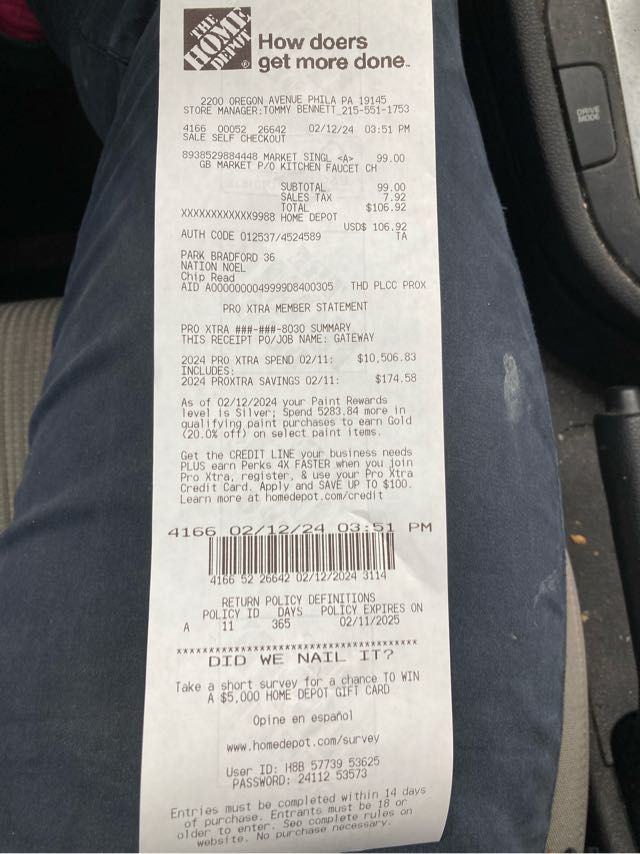 THE
HOME
DEPOT
How doers
get more done.
2200 OREGON AVENUE PHILA PA 19145
STORE MANAGER:TOMMY BENNETT 215-551-1753
4166 00052 26642 02/12/24 03:51 PM
SALE SELF CHECKOUT
8938529884448 MARKET SINGL <A> 99.00
GB MARKET P/O KITCHEN FAUCET CH
SUBTOTAL 99.00
SALES TAX 7.92
TOTAL $106.92
XXXXXXXXXXXX9988 HOME DEPOT
USD$ 106.92
AUTH CODE 012537/4524589 TA
PARK BRADFORD 36
NATION NOEL
Chip Read
AID A0000000049999D8400305 THD PLCC PROX
PRO XTRA MEMBER STATEMENT
PRO XTRA ###-###-8030 SUMMARY
THIS RECEIPT PO/JOB NAME: GATEWAY
2024 PRO XTRA SPEND 02/11: $10,506.83
INCLUDES:
2024 PROXTRA SAVINGS 02/11: $174.58
As of 02/12/2024 your Paint Rewards
level is Silver; Spend 5283.84 more in
qualifying paint purchases to earn Gold
(20.0% off) on select paint items.
Get the CREDIT LINE your business needs
PLUS earn Perks 4X FASTER when you join
Pro Xtra, register, & use your Pro Xtra
Credit Card. Apply and SAVE UP TO $100.
Learn more at homedepot.com/credit
4166 02/12/24 03:51 PM
4166 52 26642 02/12/2024 3114
RETURN POLICY DEFINITIONS
POLICY ID DAYS POLICY EXPIRES ON
A 11 365 02/11/2025
****************************************
DID WE NAIL IT?
Take a short survey for a chance TO WIN
A $5,000 HOME DEPOT GIFT CARD
Opine en español
www.homedepot.com/survey
User ID: H8B 57739 53625
PASSWORD: 24112 53573
Entries must be completed within 14 days
of purchase. Entrants must be 18 or
older to enter. See complete rules on
website. No purchase necessary.
DRIVE
MODE